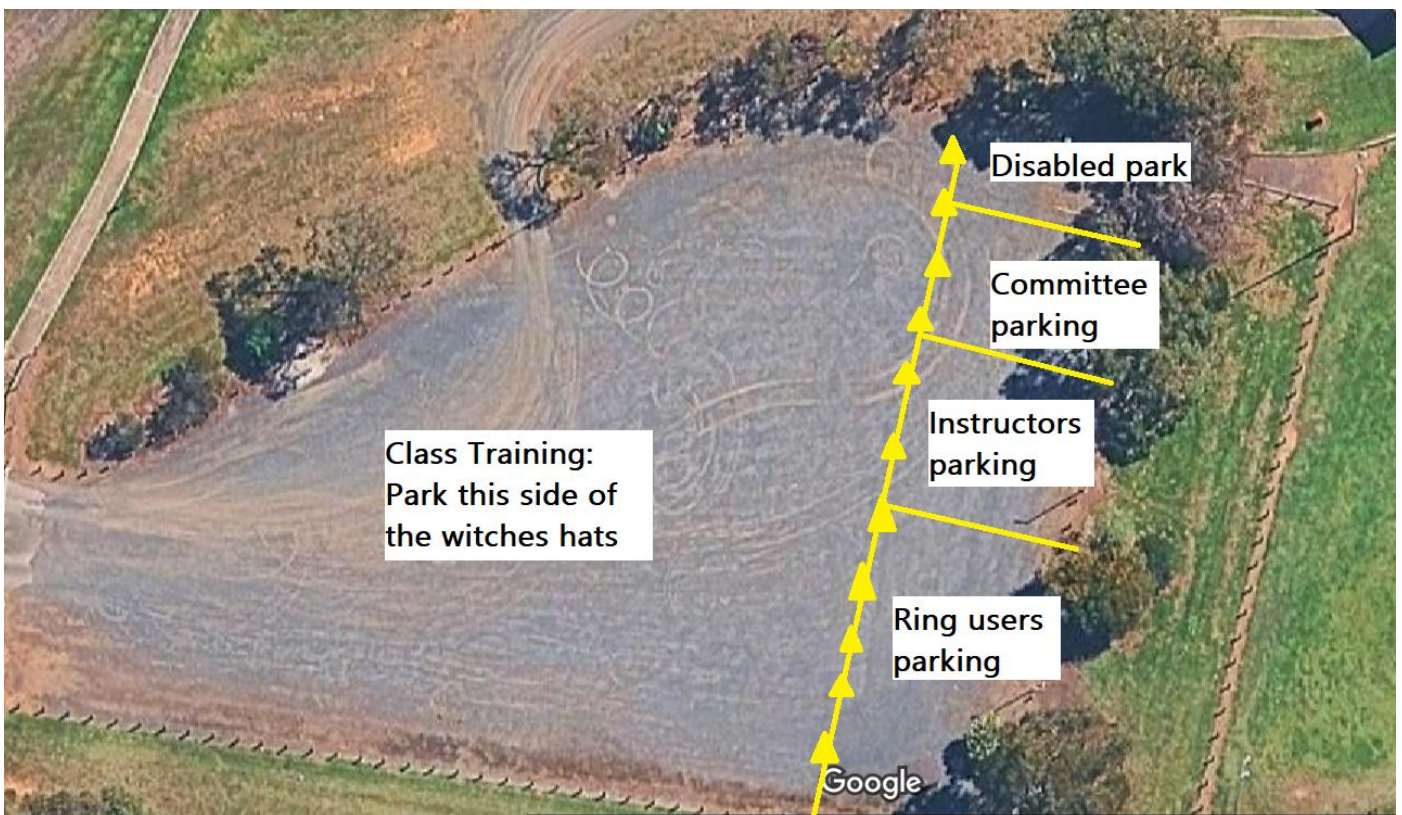 Disabled park
Committee
parking
Instructors
parking
Class Training:
Park this side of
the witches hats
Ring users
parking
Google